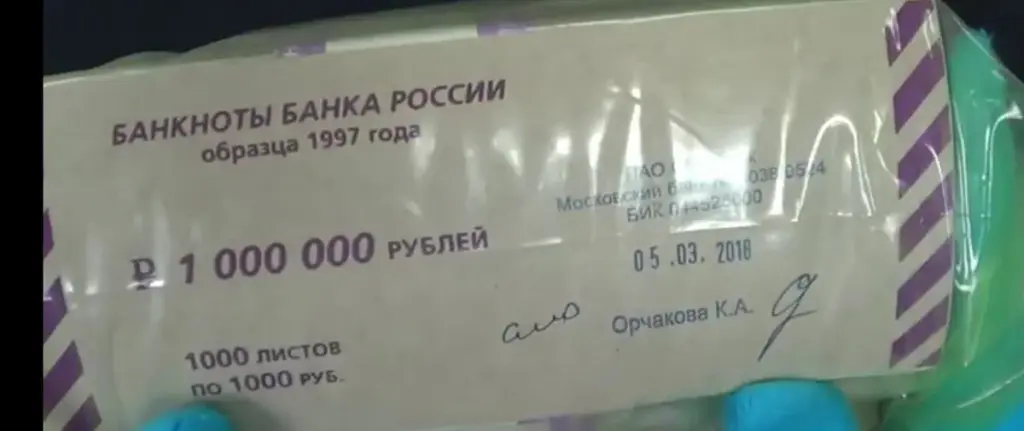 БАНКНОТЫ БАНКА РОССИИ
образца 1997 года
₽ 1 000 000 РУБЛЕЙ
1000 ЛИСТОВ
ПО 1000 РУБ.
ПАО
Московский
БИК
05.03.2018
Орчакова К.А.